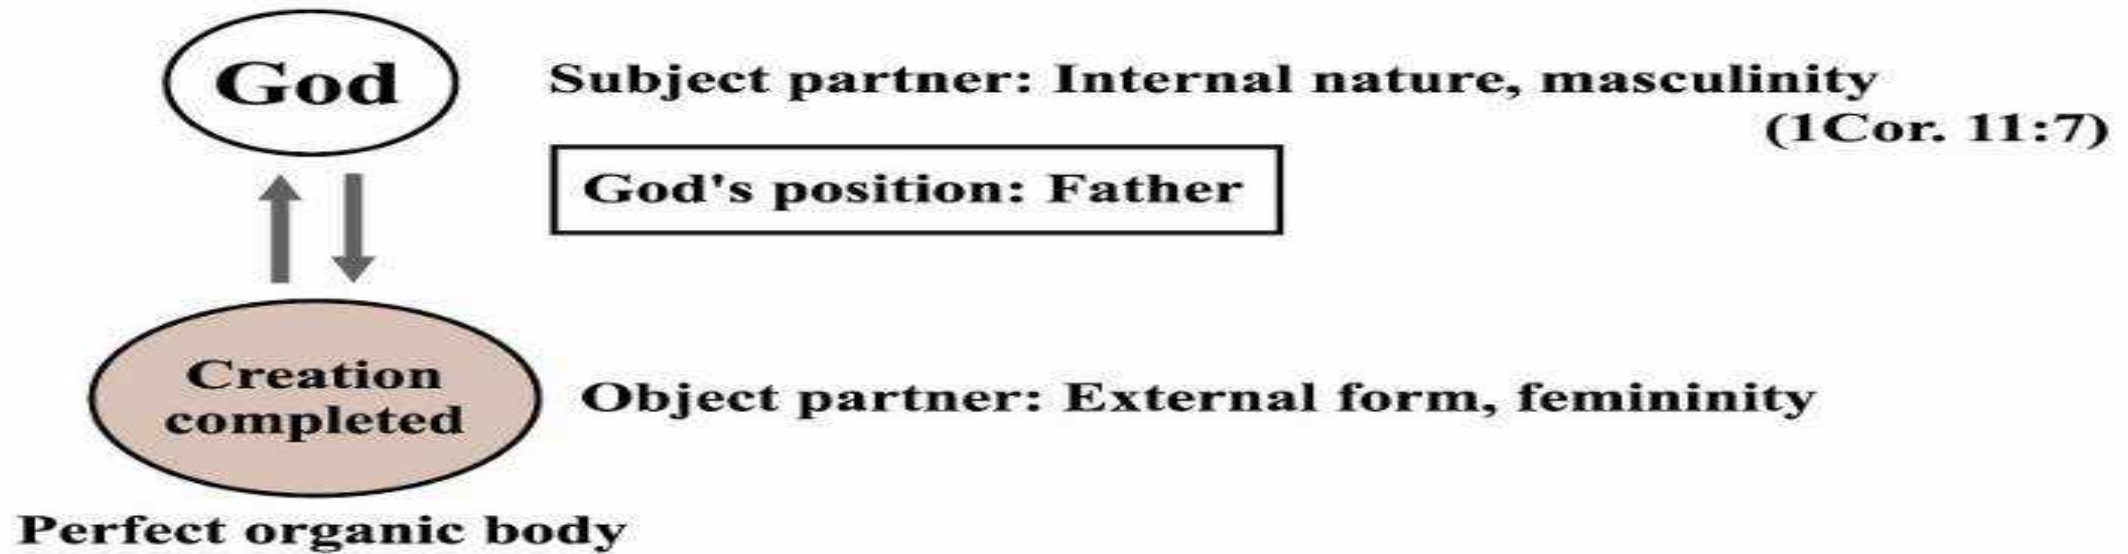 God
Subject partner: Internal nature, masculinity
(1Cor. 11:7)
God's position: Father
Creation
completed
Object partner: External form, femininity
Perfect organic body